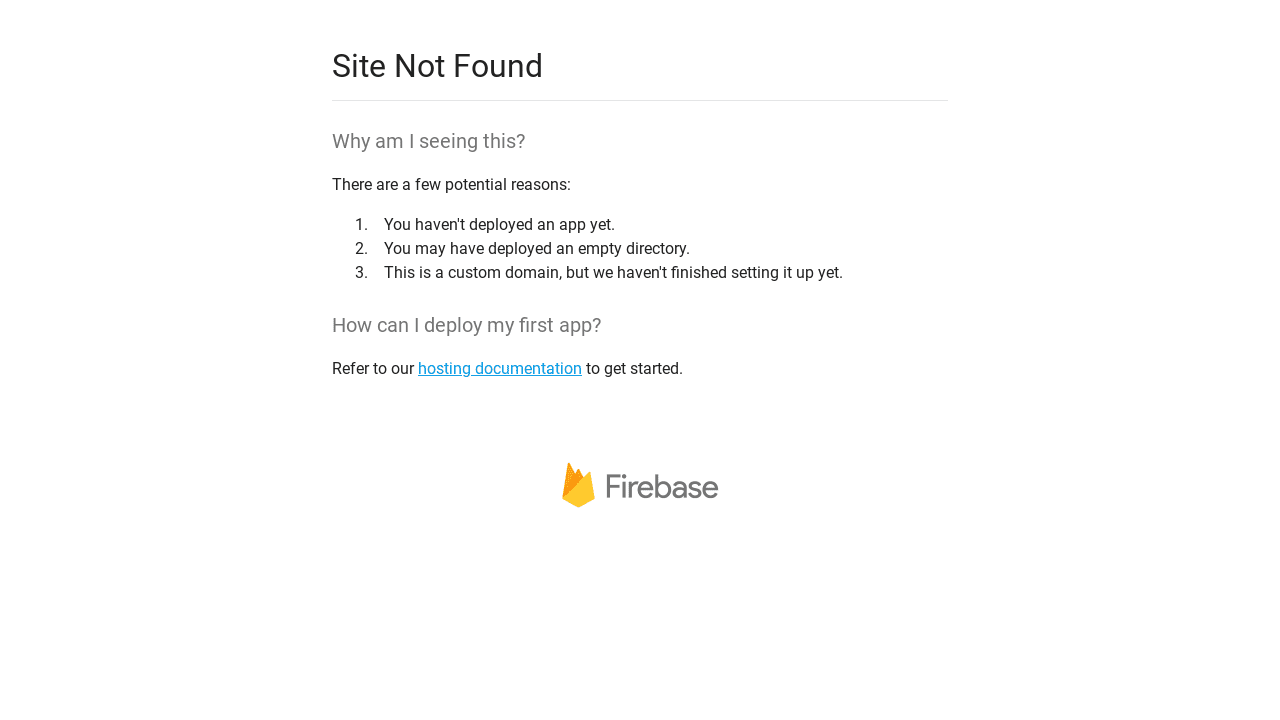 Site Not Found
Why am I seeing this?
There are a few potential reasons:
1. You haven't deployed an app yet.
2. You may have deployed an empty directory.
3. This is a custom domain, but we haven't finished setting it up yet.
How can I deploy my first app?
Refer to our hosting documentation to get started.
Firebase